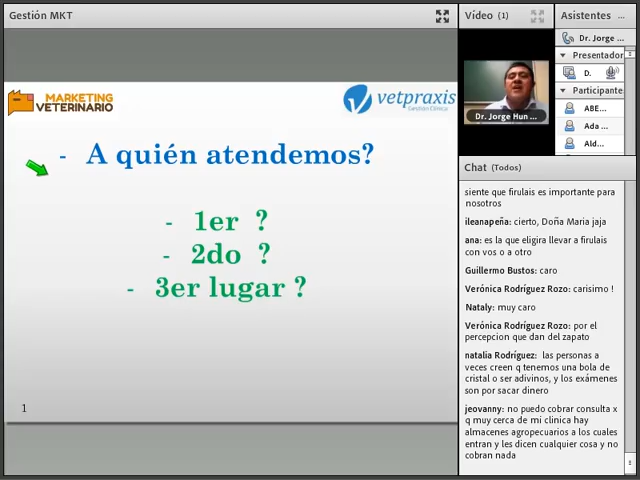 Gestión MKT
MARKETING
VETERINARIO
vetpraxis
Gestión Clínica
- A quién atendemos?
- 1er ?
- 2do ?
- 3er lugar ?
1
Vídeo (1)
Dr. Jorge Hun ...
Asistentes ...
Dr. Jorge ...
Presentador
D.
Participante
ABE...
Ada ...
Ald...
Chat (Todos)
siente que firulais es importante para
nosotros
ileanapeña: cierto, Doña Maria jaja
ana: es la que eligira llevar a firulais
con vos o a otro
Guillermo Bustos: caro
Verónica Rodríguez Rozo: carisimo !
Nataly: muy caro
Verónica Rodríguez Rozo: por el
percepcion que dan del zapato
natalia Rodríguez: las personas a
veces creen q tenemos una bola de
cristal o ser adivinos, y los exámenes
son por sacar dinero
jeovanny: no puedo cobrar consulta x
q muy cerca de mi clinica hay
almacenes agropecuarios a los cuales
entran y les dicen cualquier cosa y no
cobran nada